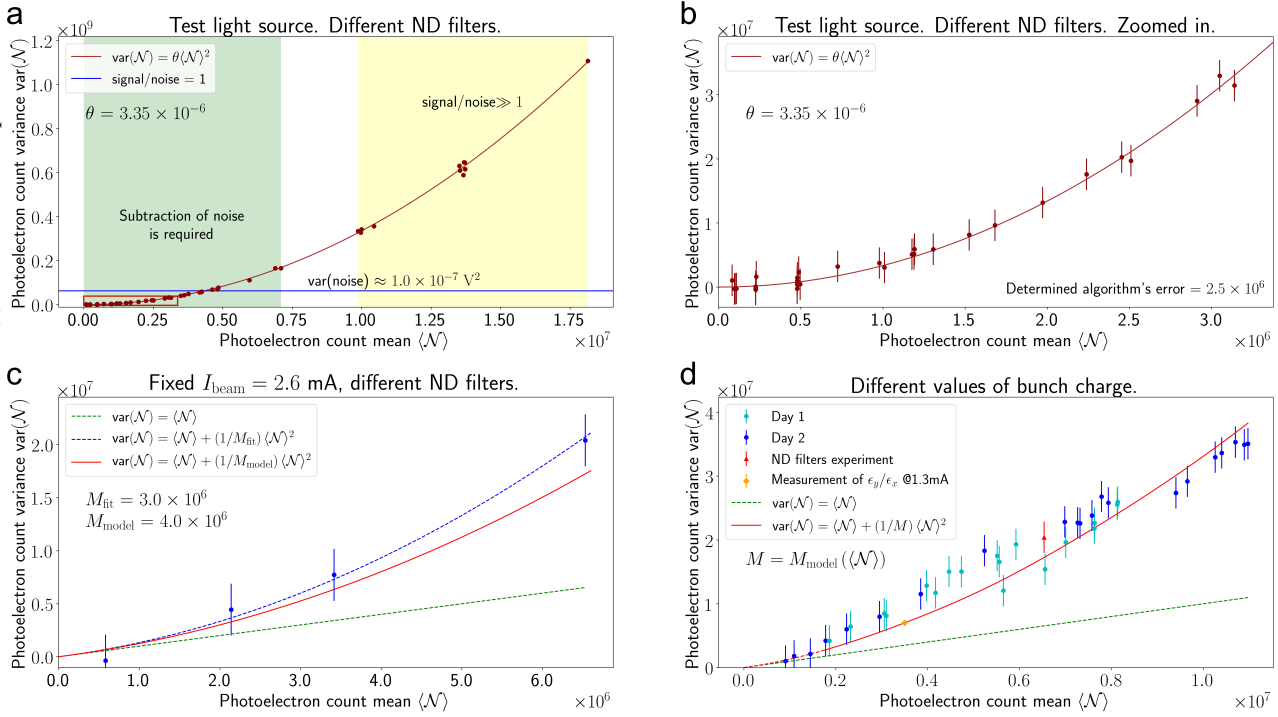 a
×10⁹
Test light source. Different ND filters.
var(𝒩) = θ⟨𝒩⟩²
signal/noise = 1
θ = 3.35 × 10⁻⁶
signal/noise≫ 1
Subtraction of noise
is required
var(noise) ≈ 1.0 × 10⁻⁷ V²
Photoelectron count variance var(𝒩)
1.2
1.0
0.8
0.6
0.4
0.2
0.0
0.00 0.25 0.50 0.75 1.00 1.25 1.50 1.75
Photoelectron count mean ⟨𝒩⟩
×10⁷
b
×10⁷
Test light source. Different ND filters. Zoomed in.
var(𝒩) = θ⟨𝒩⟩²
θ = 3.35 × 10⁻⁶
Determined algorithm's error = 2.5 × 10⁶
Photoelectron count variance var(𝒩)
3
2
1
0
0.0 0.5 1.0 1.5 2.0 2.5 3.0
Photoelectron count mean ⟨𝒩⟩
×10⁶
c
×10⁷
Fixed I_beam = 2.6 mA, different ND filters.
var(𝒩) = ⟨𝒩⟩
var(𝒩) = ⟨𝒩⟩ + (1/M_fit) ⟨𝒩⟩²
var(𝒩) = ⟨𝒩⟩ + (1/M_model) ⟨𝒩⟩²
M_fit = 3.0 × 10⁶
M_model = 4.0 × 10⁶
Photoelectron count variance var(𝒩)
2.0
1.5
1.0
0.5
0.0
0.0 1.0 2.0 3.0 4.0 5.0 6.0
Photoelectron count mean ⟨𝒩⟩
×10⁶
d
×10⁷
Different values of bunch charge.
Day 1
Day 2
ND filters experiment
Measurement of ϵ_y/ϵ_x @1.3mA
var(𝒩) = ⟨𝒩⟩
var(𝒩) = ⟨𝒩⟩ + (1/M) ⟨𝒩⟩²
M = M_model(⟨𝒩⟩)
Photoelectron count variance var(𝒩)
4
3
2
1
0
0.0 0.2 0.4 0.6 0.8 1.0
Photoelectron count mean ⟨𝒩⟩
×10⁷